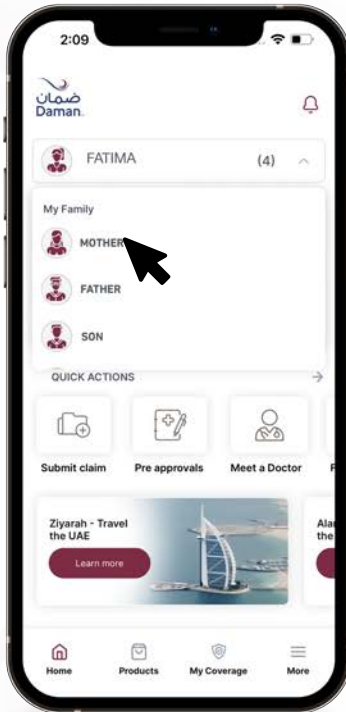 2:09
ضمان
Daman.
FATIMA (4)
My Family
MOTHER
FATHER
SON
QUICK ACTIONS
Submit claim Pre approvals Meet a Doctor
Ziyarah - Travel
the UAE
Learn more
Home Products My Coverage More